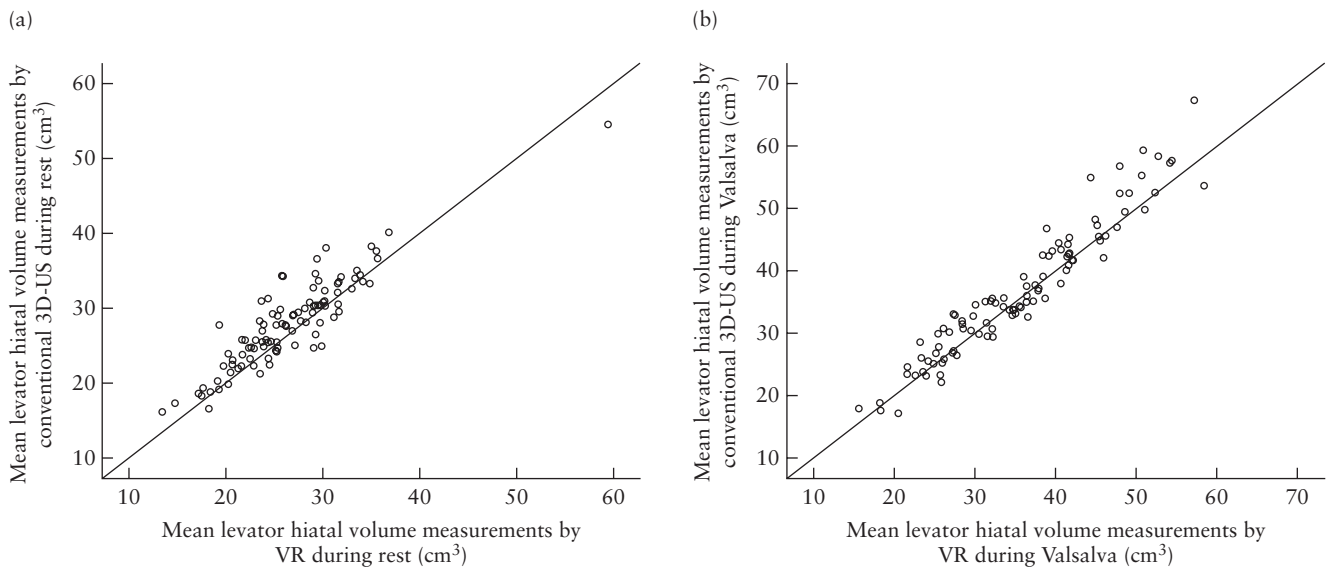 (a)
Mean levator hiatal volume measurements by
conventional 3D-US during rest (cm³)
60
50
40
30
20
10
10 20 30 40 50 60
Mean levator hiatal volume measurements by
VR during rest (cm³)
(b)
Mean levator hiatal volume measurements by
conventional 3D-US during Valsalva (cm³)
70
60
50
40
30
20
10
10 20 30 40 50 60 70
Mean levator hiatal volume measurements by
VR during Valsalva (cm³)